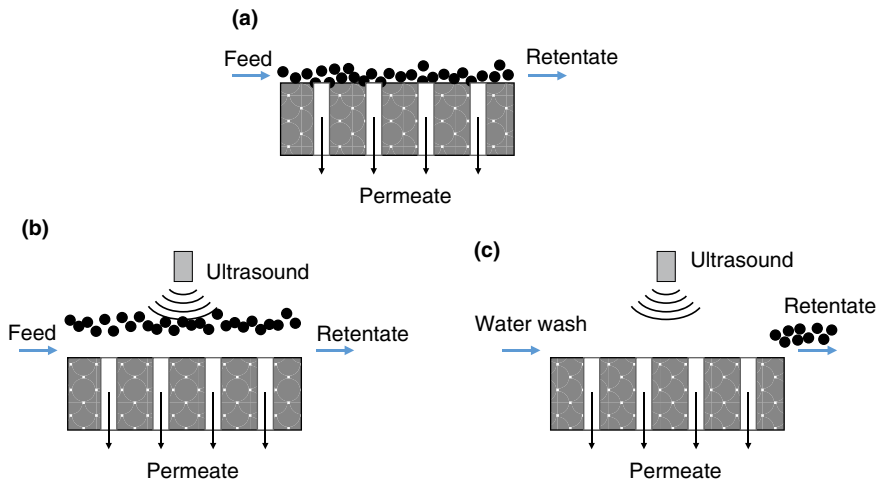 (a)
Feed
Retentate
Permeate
(b)
Ultrasound
Feed
Retentate
Permeate
(c)
Ultrasound
Retentate
Water wash
Permeate